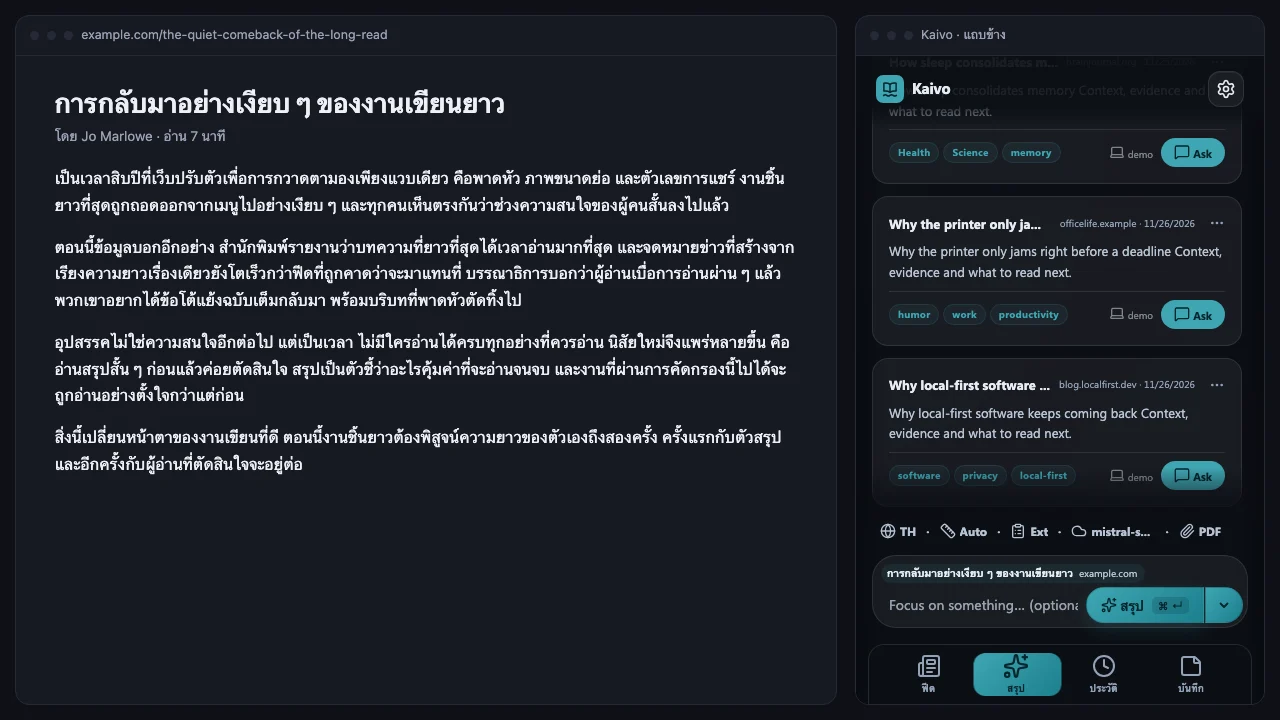 example.com/the-quiet-comeback-of-the-long-read
การกลับมาอย่างเงียบ ๆ ของงานเขียนยาว
โดย Jo Marlowe · อ่าน 7 นาที
เป็นเวลาสิบปีที่เว็บปรับตัวเพื่อการกวาดตามองเพียงแวบเดียว คือพาดหัว ภาพขนาดย่อ และตัวเลขการแชร์ งานชิ้น
ยาวที่สุดถูกถอดออกจากเมนูไปอย่างเงียบ ๆ และทุกคนเห็นตรงกันว่าช่วงความสนใจของผู้คนสั้นลงไปแล้ว
ตอนนี้ข้อมูลบอกอีกอย่าง สำนักพิมพ์รายงานว่าบทความที่ยาวที่สุดได้เวลาอ่านมากที่สุด และจดหมายข่าวที่สร้างจาก
เรียงความยาวเรื่องเดียวยังโตเร็วกว่าฟีดที่ถูกคาดว่าจะมาแทนที่ บรรณาธิการบอกว่าผู้อ่านเบื่อการอ่านผ่าน ๆ แล้ว
พวกเขาอยากได้ข้อโต้แย้งฉบับเต็มกลับมา พร้อมบริบทที่พาดหัวตัดทิ้งไป
อุปสรรคไม่ใช่ความสนใจอีกต่อไป แต่เป็นเวลา ไม่มีใครอ่านได้ครบทุกอย่างที่ควรอ่าน นิสัยใหม่จึงแพร่หลายขึ้น คือ
อ่านสรุปสั้น ๆ ก่อนแล้วค่อยตัดสินใจ สรุปเป็นตัวชี้ว่าอะไรคุ้มค่าที่จะอ่านจนจบ และงานที่ผ่านการคัดกรองนี้ไปได้จะ
ถูกอ่านอย่างตั้งใจกว่าแต่ก่อน
สิ่งนี้เปลี่ยนหน้าตาของงานเขียนที่ดี ตอนนี้งานชิ้นยาวต้องพิสูจน์ความยาวของตัวเองถึงสองครั้ง ครั้งแรกกับตัวสรุป
และอีกครั้งกับผู้อ่านที่ตัดสินใจจะอยู่ต่อ
Kaivo · แถบข้าง
How sleep consolidates m...
Kaivo
consolidates memory Context, evidence and
what to read next.
Health Science memory demo Ask
Why the printer only ja... officelife.example · 11/26/2026
Why the printer only jams right before a deadline Context,
evidence and what to read next.
humor work productivity demo Ask
Why local-first software ... blog.localfirst.dev · 11/26/2026
Why local-first software keeps coming back Context,
evidence and what to read next.
software privacy local-first demo Ask
TH · Auto · Ext · mistral-s... · PDF
การกลับมาอย่างเงียบ ๆ ของงานเขียนยาว example.com
Focus on something... (optiona สรุป ⌘ ↵
ฟีด สรุป ประวัติ บันทึก